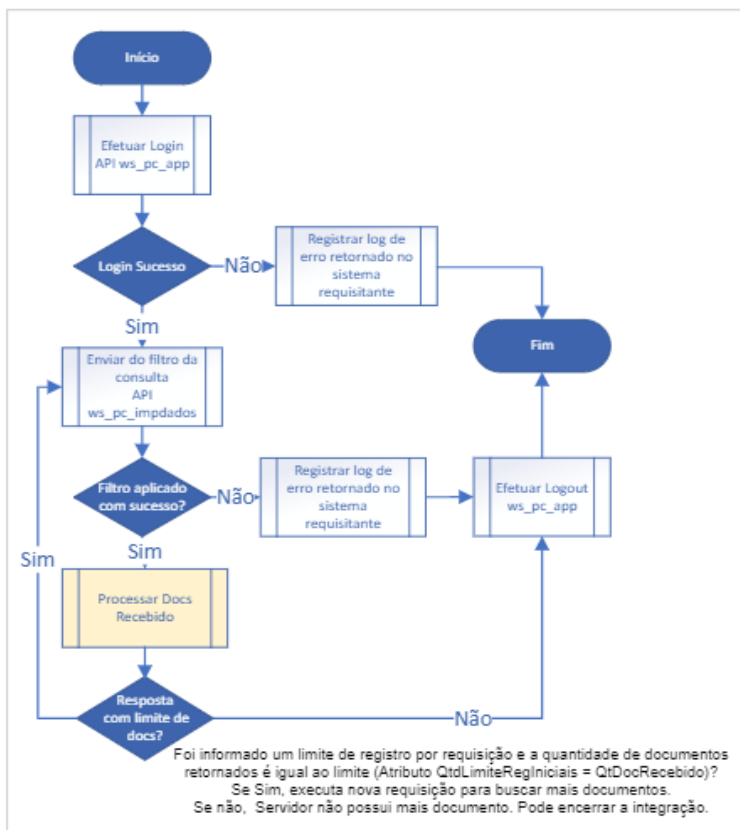 Início
Efetuar Login
API ws_pc_app
Login Sucesso
Não
Registrar log de
erro retornado no
sistema
requisitante
Sim
Fim
Enviar do filtro da
consulta
API
ws_pc_impdados
Filtro aplicado
com sucesso?
Não
Registrar log de
erro retornado no
sistema
requisitante
Efetuar Logout
ws_pc_app
Sim
Sim
Processar Docs
Recebido
Resposta
com limite de
docs?
Não
Foi informado um limite de registro por requisição e a quantidade de documentos
retornados é igual ao limite (Atributo QtdLimiteRegIniciais = QtDocRecebido)?
Se Sim, executa nova requisição para buscar mais documentos.
Se não, Servidor não possui mais documento. Pode encerrar a integração.